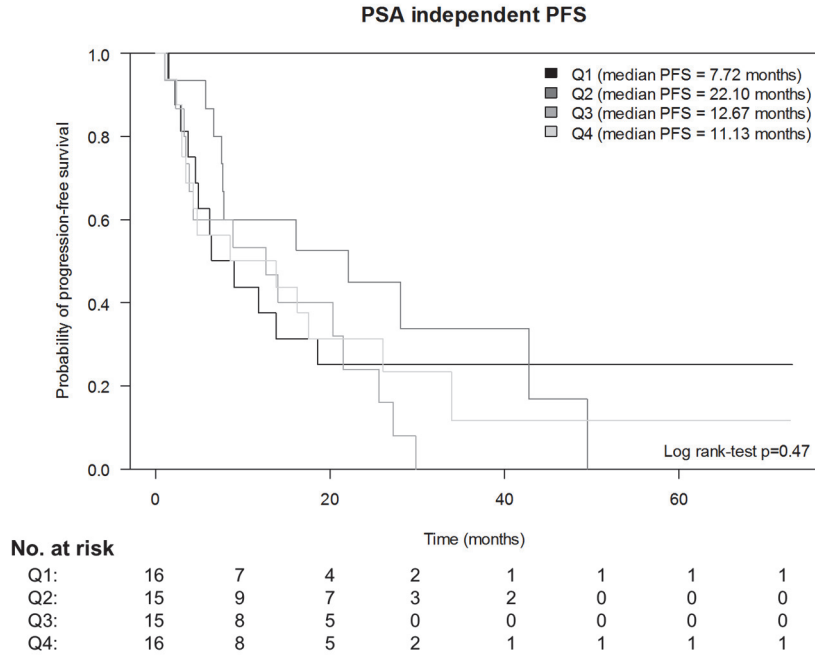 PSA independent PFS
Q1 (median PFS = 7.72 months)
Q2 (median PFS = 22.10 months)
Q3 (median PFS = 12.67 months)
Q4 (median PFS = 11.13 months)
Probability of progression-free survival
1.0
0.8
0.6
0.4
0.2
0.0
Log rank-test p=0.47
0 20 40 60
Time (months)
No. at risk
Q1: 16 7 4 2 1 1 1 1
Q2: 15 9 7 3 2 0 0 0
Q3: 15 8 5 0 0 0 0 0
Q4: 16 8 5 2 1 1 1 1